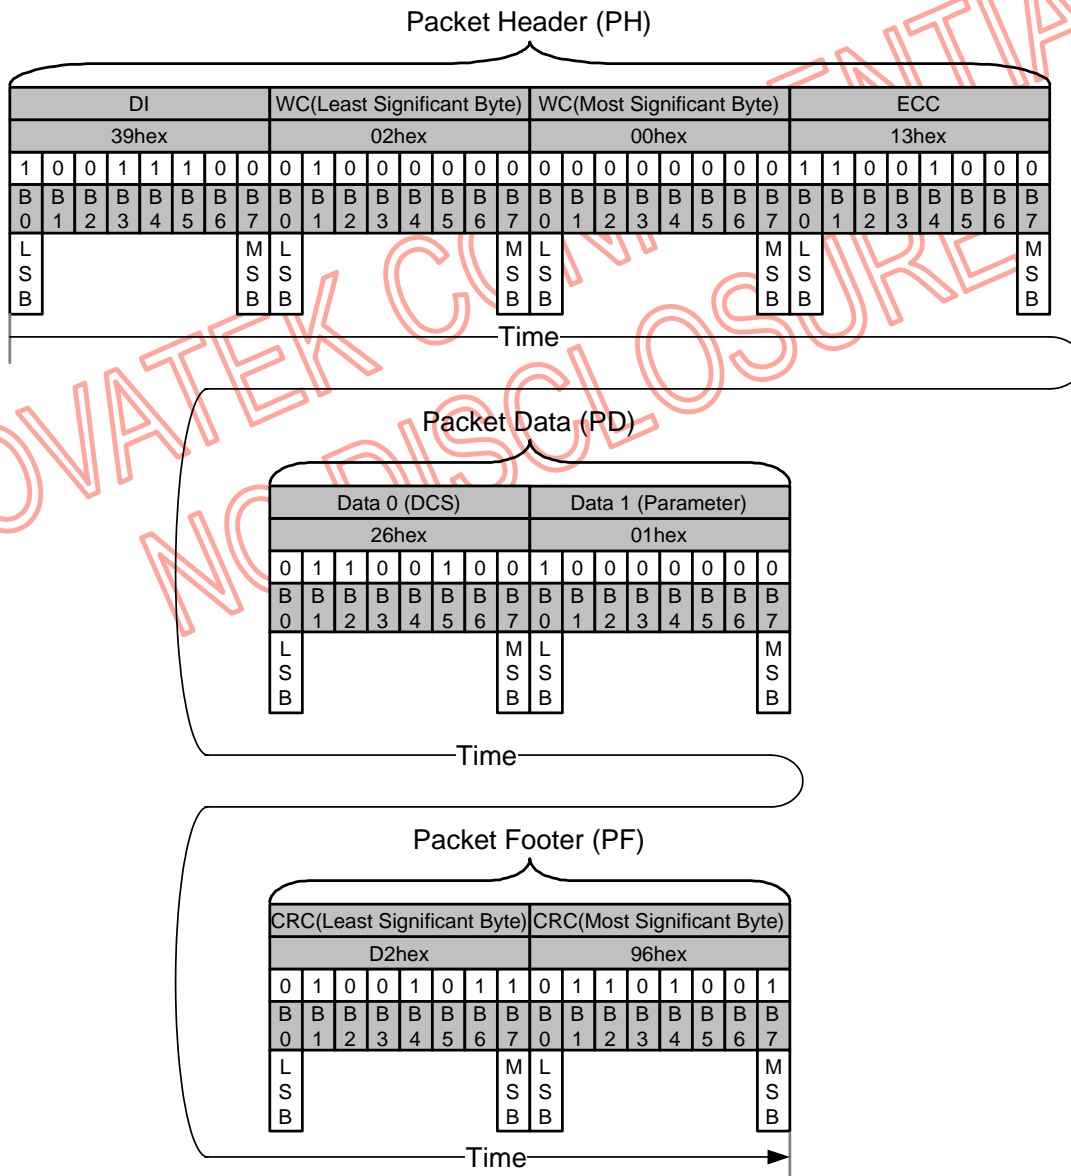 Packet Header (PH)
DI WC(Least Significant Byte) WC(Most Significant Byte) ECC
39hex 02hex 00hex 13hex
1 0 0 1 1 1 0 0 0 1 0 0 0 0 0 0 0 0 0 0 0 0 0 0 1 1 0 0 1 0 0 0
B0 B1 B2 B3 B4 B5 B6 B7 B0 B1 B2 B3 B4 B5 B6 B7 B0 B1 B2 B3 B4 B5 B6 B7 B0 B1 B2 B3 B4 B5 B6 B7
LSB MSB LSB MSB LSB MSB LSB MSB
Time
Packet Data (PD)
Data 0 (DCS) Data 1 (Parameter)
26hex 01hex
0 1 1 0 0 1 0 0 1 0 0 0 0 0 0 0
B0 B1 B2 B3 B4 B5 B6 B7 B0 B1 B2 B3 B4 B5 B6 B7
LSB MSB LSB MSB
Time
Packet Footer (PF)
CRC(Least Significant Byte) CRC(Most Significant Byte)
D2hex 96hex
0 1 0 0 1 0 1 1 0 1 1 0 1 0 0 1
B0 B1 B2 B3 B4 B5 B6 B7 B0 B1 B2 B3 B4 B5 B6 B7
LSB MSB LSB MSB
Time
NO DISCLOSURE